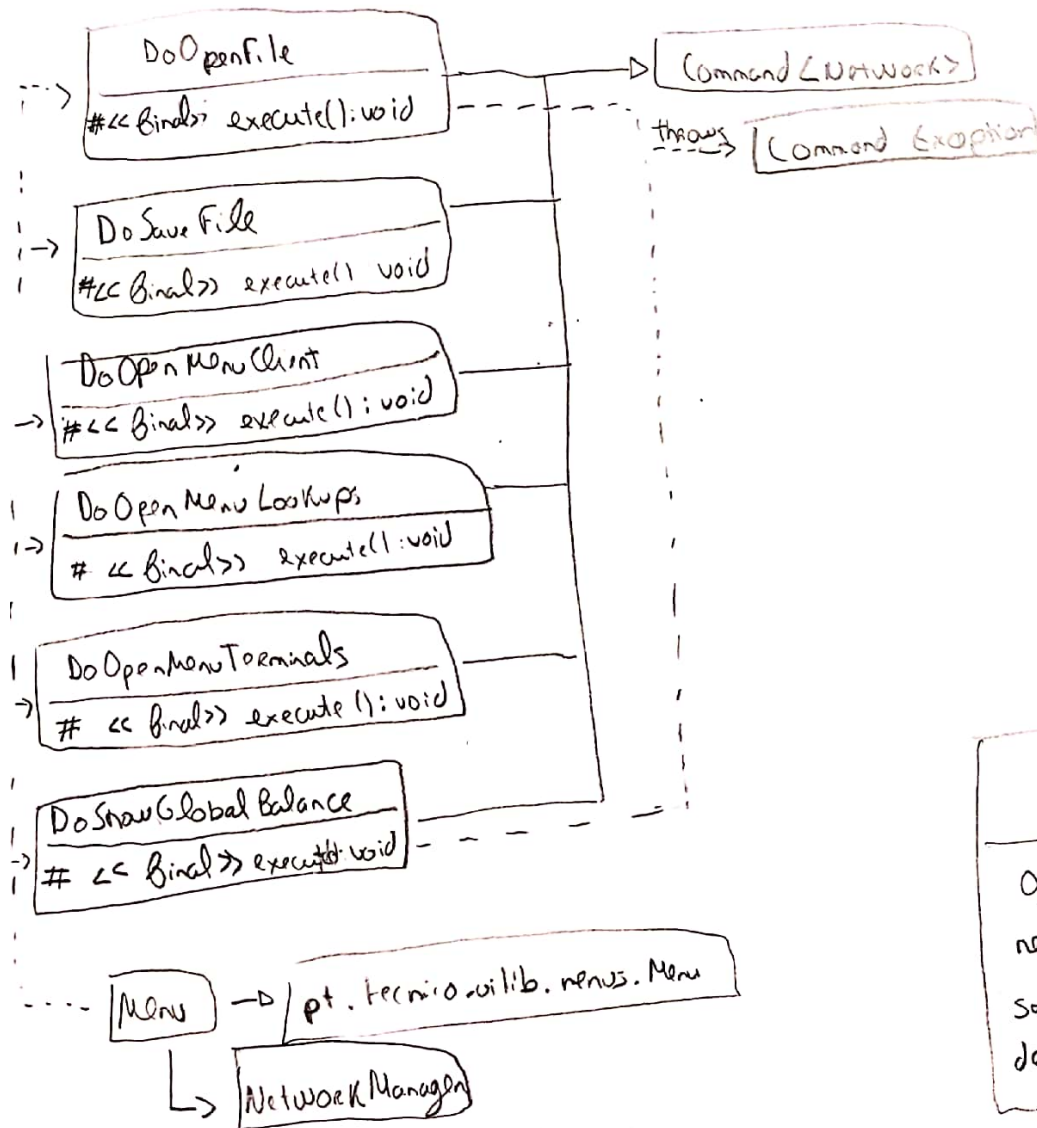 DoOpenFile
#<<final>> execute(): void
Command <Network>
throws
Command Exception
DoSaveFile
#<<final>> execute() void
DoOpenMenuClient
#<<final>> execute(): void
DoOpenMenuLookups
# <<final>> execute(): void
DoOpenMenuTerminals
# <<final>> execute(): void
DoShowGlobalBalance
# <<final>> execute(): void
Menu
pt.tecnico.uilib.menus.Menu
NetworkManager